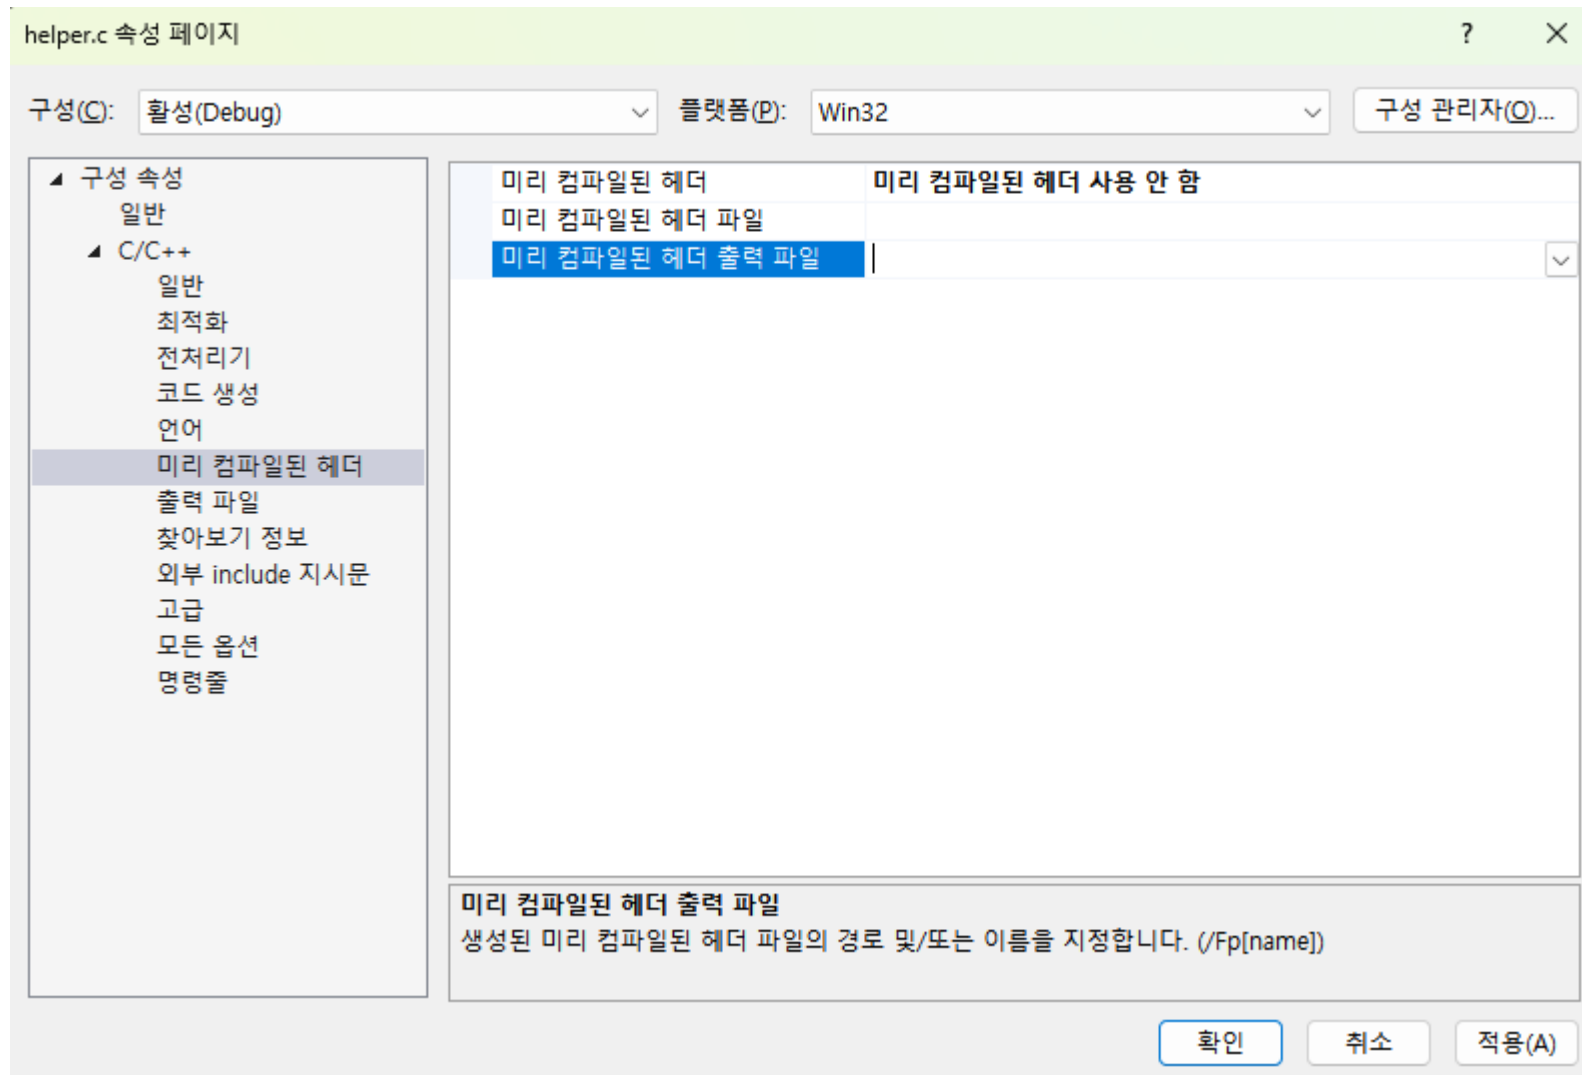 helper.c 속성 페이지
?
구성(C): 활성(Debug) 플랫폼(P): Win32 구성 관리자(O)...
구성 속성
일반
C/C++
일반
최적화
전처리기
코드 생성
언어
미리 컴파일된 헤더
출력 파일
찾아보기 정보
외부 include 지시문
고급
모든 옵션
명령줄
미리 컴파일된 헤더 미리 컴파일된 헤더 사용 안 함
미리 컴파일된 헤더 파일
미리 컴파일된 헤더 출력 파일
미리 컴파일된 헤더 출력 파일
생성된 미리 컴파일된 헤더 파일의 경로 및/또는 이름을 지정합니다. (/Fp[name])
확인 취소 적용(A)